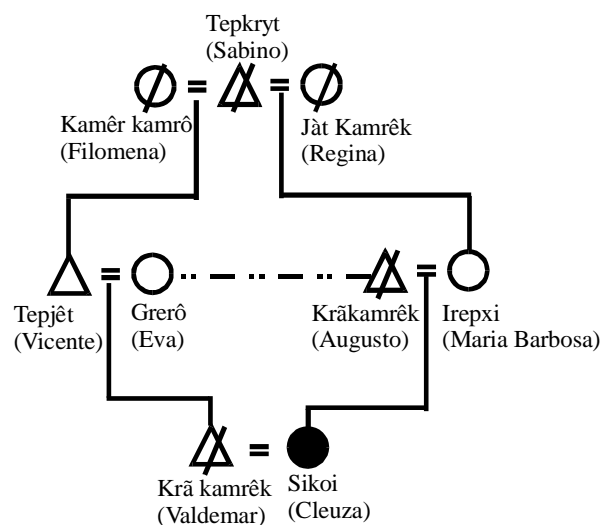 Tepkryt
(Sabino)
Kamêr kamrô
(Filomena)
Jàt Kamrêk
(Regina)
Tepjêt
(Vicente)
Grerô
(Eva)
Krãkamrêk
(Augusto)
Irepxi
(Maria Barbosa)
Krã kamrêk
(Valdemar)
Sikoi
(Cleuza)